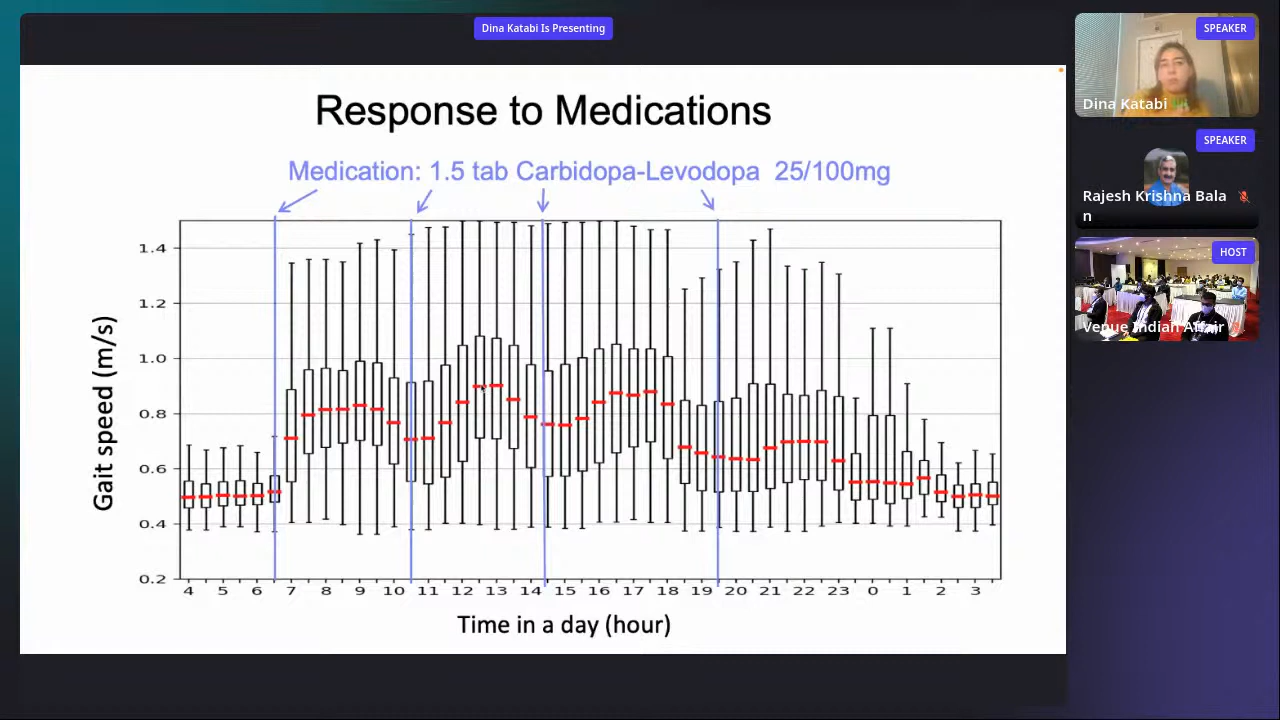 Dina Katabi Is Presenting
Response to Medications
Medication: 1.5 tab Carbidopa-Levodopa 25/100mg
Gait speed (m/s)
1.4
1.2
1.0
0.8
0.6
0.4
0.2
4 5 6 7 8 9 10 11 12 13 14 15 16 17 18 19 20 21 22 23 0 1 2 3
Time in a day (hour)
SPEAKER
Dina Katabi
SPEAKER
Rajesh Krishna Bala
n
HOST
Venue Indian Affair